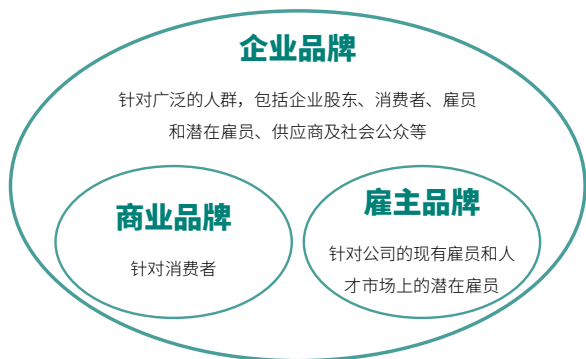 企业品牌
针对广泛的人群，包括企业股东、消费者、雇员
和潜在雇员、供应商及社会公众等
商业品牌
针对消费者
雇主品牌
针对公司的现有雇员和人
才市场上的潜在雇员